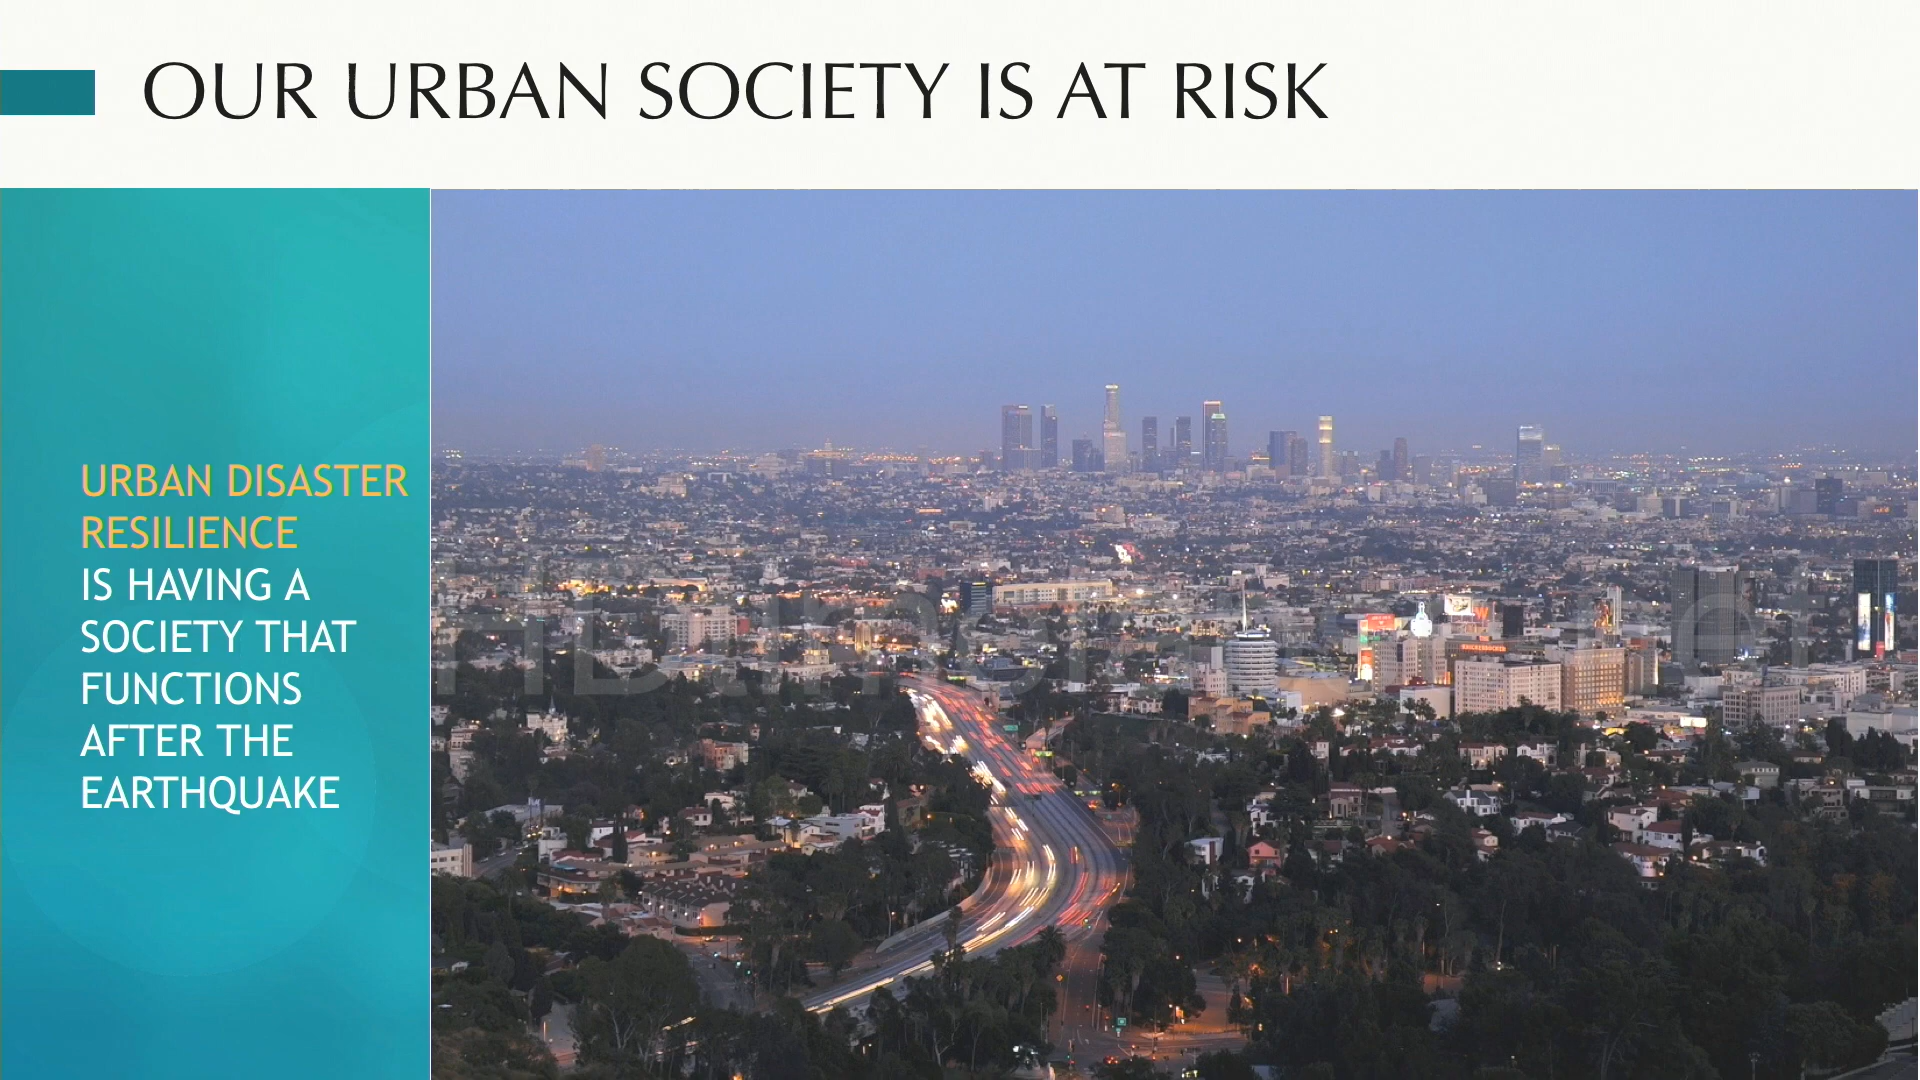 OUR URBAN SOCIETY IS AT RISK
URBAN DISASTER
RESILIENCE
IS HAVING A
SOCIETY THAT
FUNCTIONS
AFTER THE
EARTHQUAKE